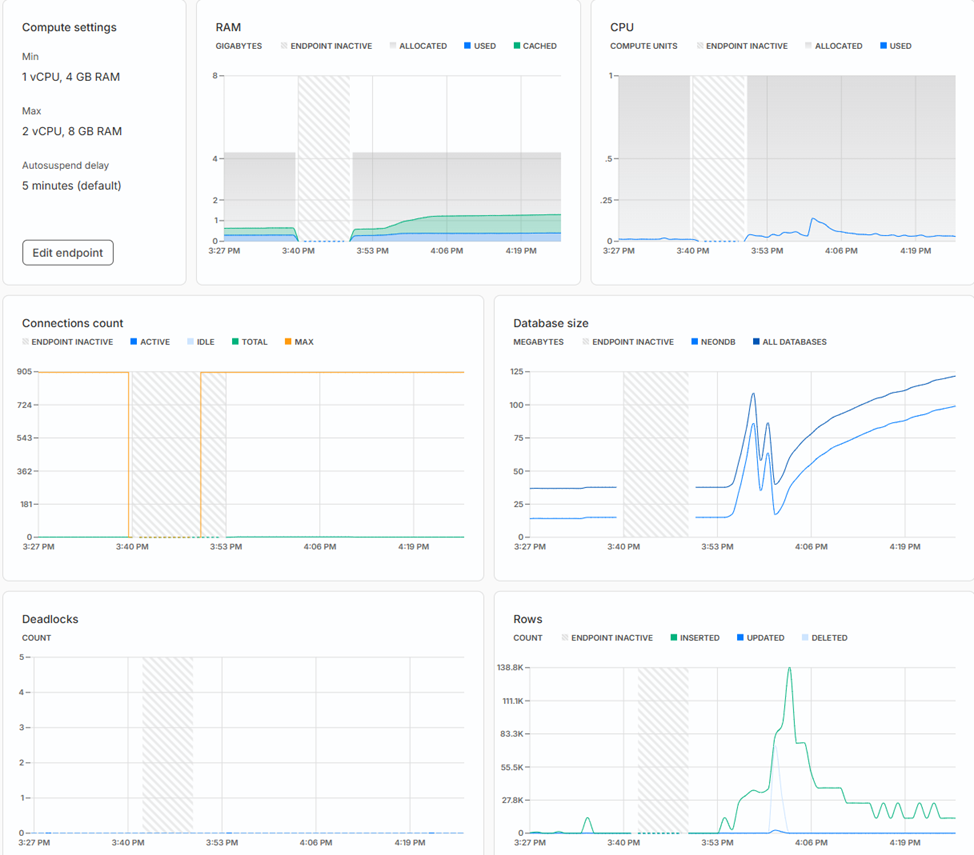 Compute settings
Min
1 vCPU, 4 GB RAM
Max
2 vCPU, 8 GB RAM
Autosuspend delay
5 minutes (default)
Edit endpoint
RAM
GIGABYTES ENDPOINT INACTIVE ALLOCATED USED CACHED
8
4
2
1
0
3:27 PM 3:40 PM 3:53 PM 4:06 PM 4:19 PM
CPU
COMPUTE UNITS ENDPOINT INACTIVE ALLOCATED USED
1
.5
.25
0
3:27 PM 3:40 PM 3:53 PM 4:06 PM 4:19 PM
Connections count
ENDPOINT INACTIVE ACTIVE IDLE TOTAL MAX
905
724
543
362
181
0
3:27 PM 3:40 PM 3:53 PM 4:06 PM 4:19 PM
Database size
MEGABYTES ENDPOINT INACTIVE NEONDB ALL DATABASES
125
100
75
50
25
0
3:27 PM 3:40 PM 3:53 PM 4:06 PM 4:19 PM
Deadlocks
COUNT
5
4
3
2
1
0
3:27 PM 3:40 PM 3:53 PM 4:06 PM 4:19 PM
Rows
COUNT ENDPOINT INACTIVE INSERTED UPDATED DELETED
138.8K
111.1K
83.3K
55.5K
27.8K
0
3:27 PM 3:40 PM 3:53 PM 4:06 PM 4:19 PM